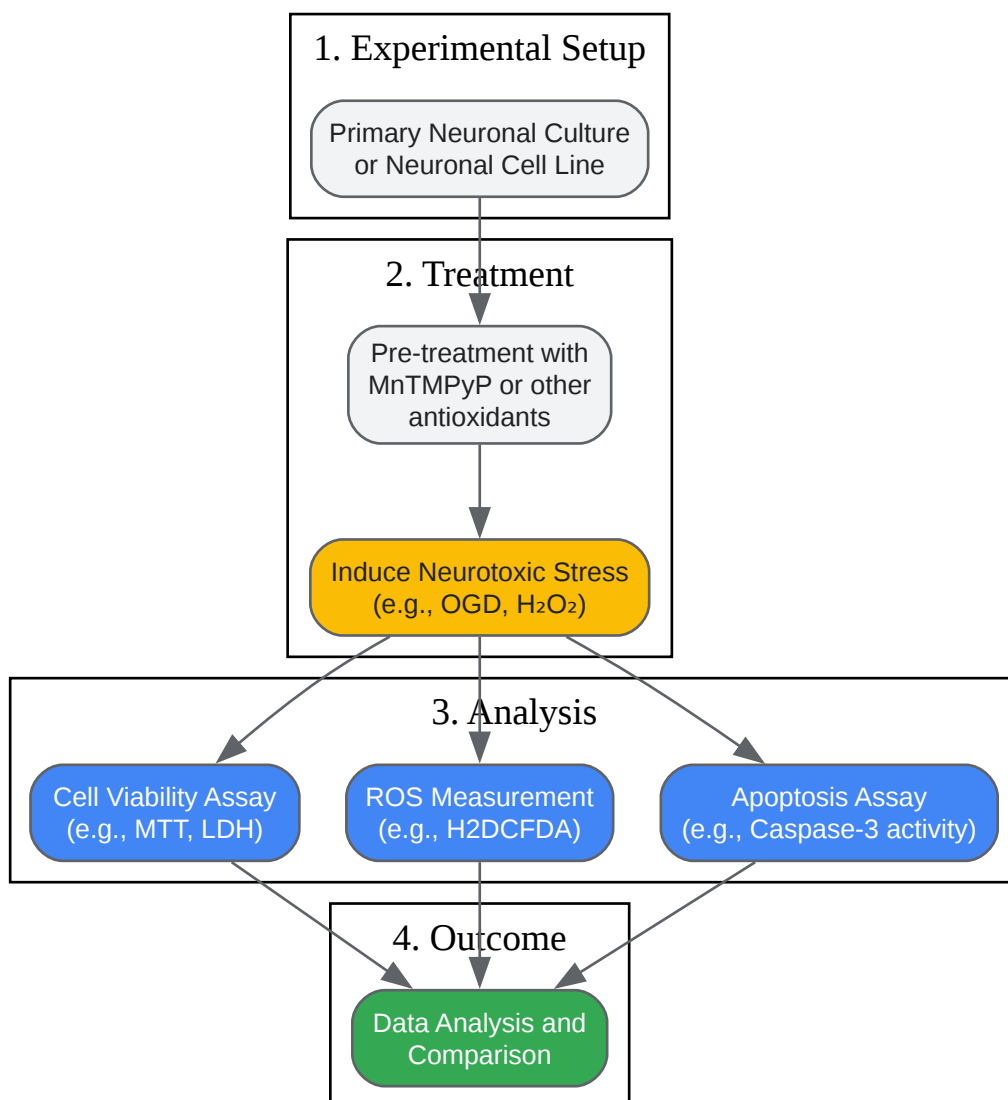 1. Experimental Setup
Primary Neuronal Culture
or Neuronal Cell Line
2. Treatment
Pre-treatment with
MnTMPyP or other
antioxidants
Induce Neurotoxic Stress
(e.g., OGD, H₂O₂)
3. Analysis
Cell Viability Assay
(e.g., MTT, LDH)
ROS Measurement
(e.g., H2DCFDA)
Apoptosis Assay
(e.g., Caspase-3 activity)
4. Outcome
Data Analysis and
Comparison